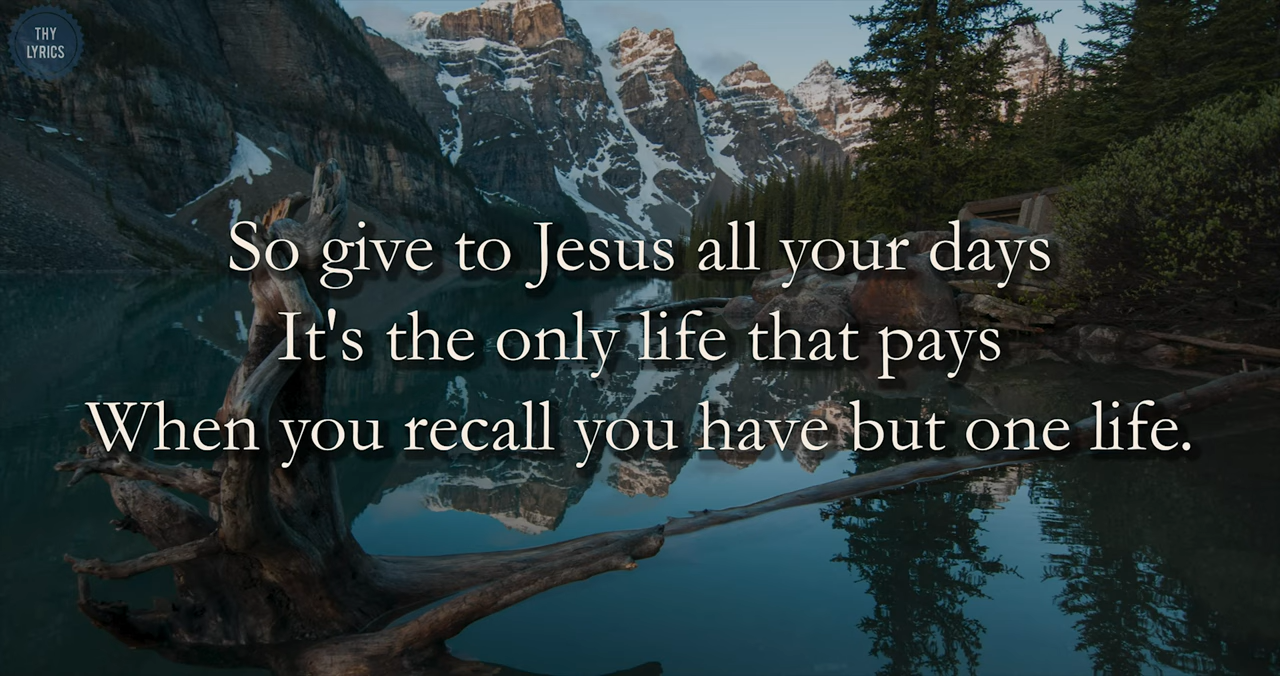 THY
LYRICS
So give to Jesus all your days
It's the only life that pays
When you recall you have but one life.